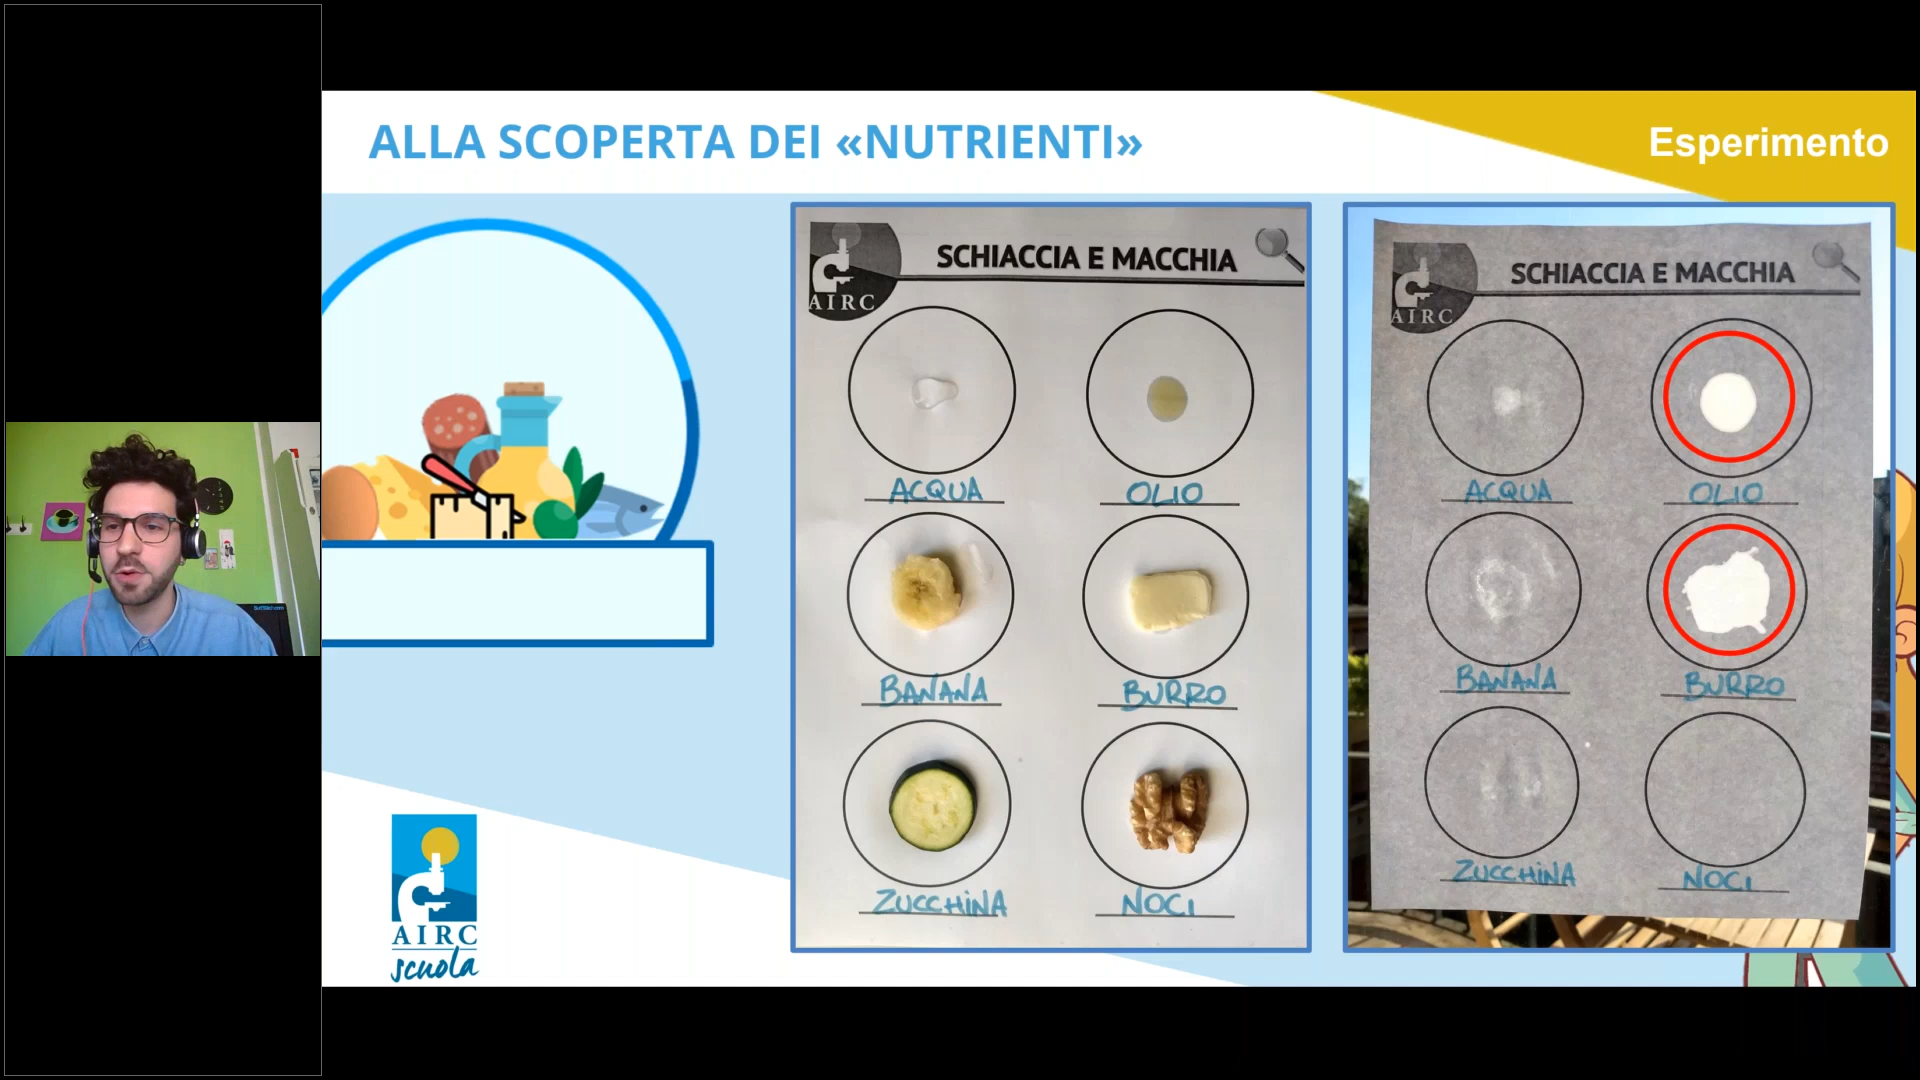 ALLA SCOPERTA DEI «NUTRIENTI»
Esperimento
AIRC
SCHIACCIA E MACCHIA
ACQUA
OLIO
BANANA
BURRO
ZUCCHINA
NOCI
AIRC
SCHIACCIA E MACCHIA
ACQUA
OLIO
BANANA
BURRO
ZUCCHINA
NOCI
AIRC
scuola